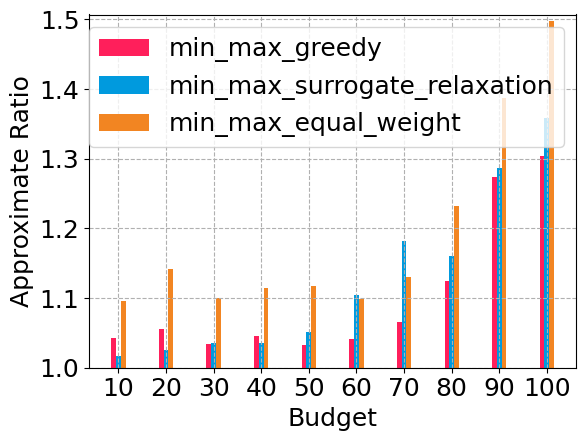 Approximate Ratio
1.5
1.4
1.3
1.2
1.1
1.0
min_max_greedy
min_max_surrogate_relaxation
min_max_equal_weight
10 20 30 40 50 60 70 80 90 100
Budget